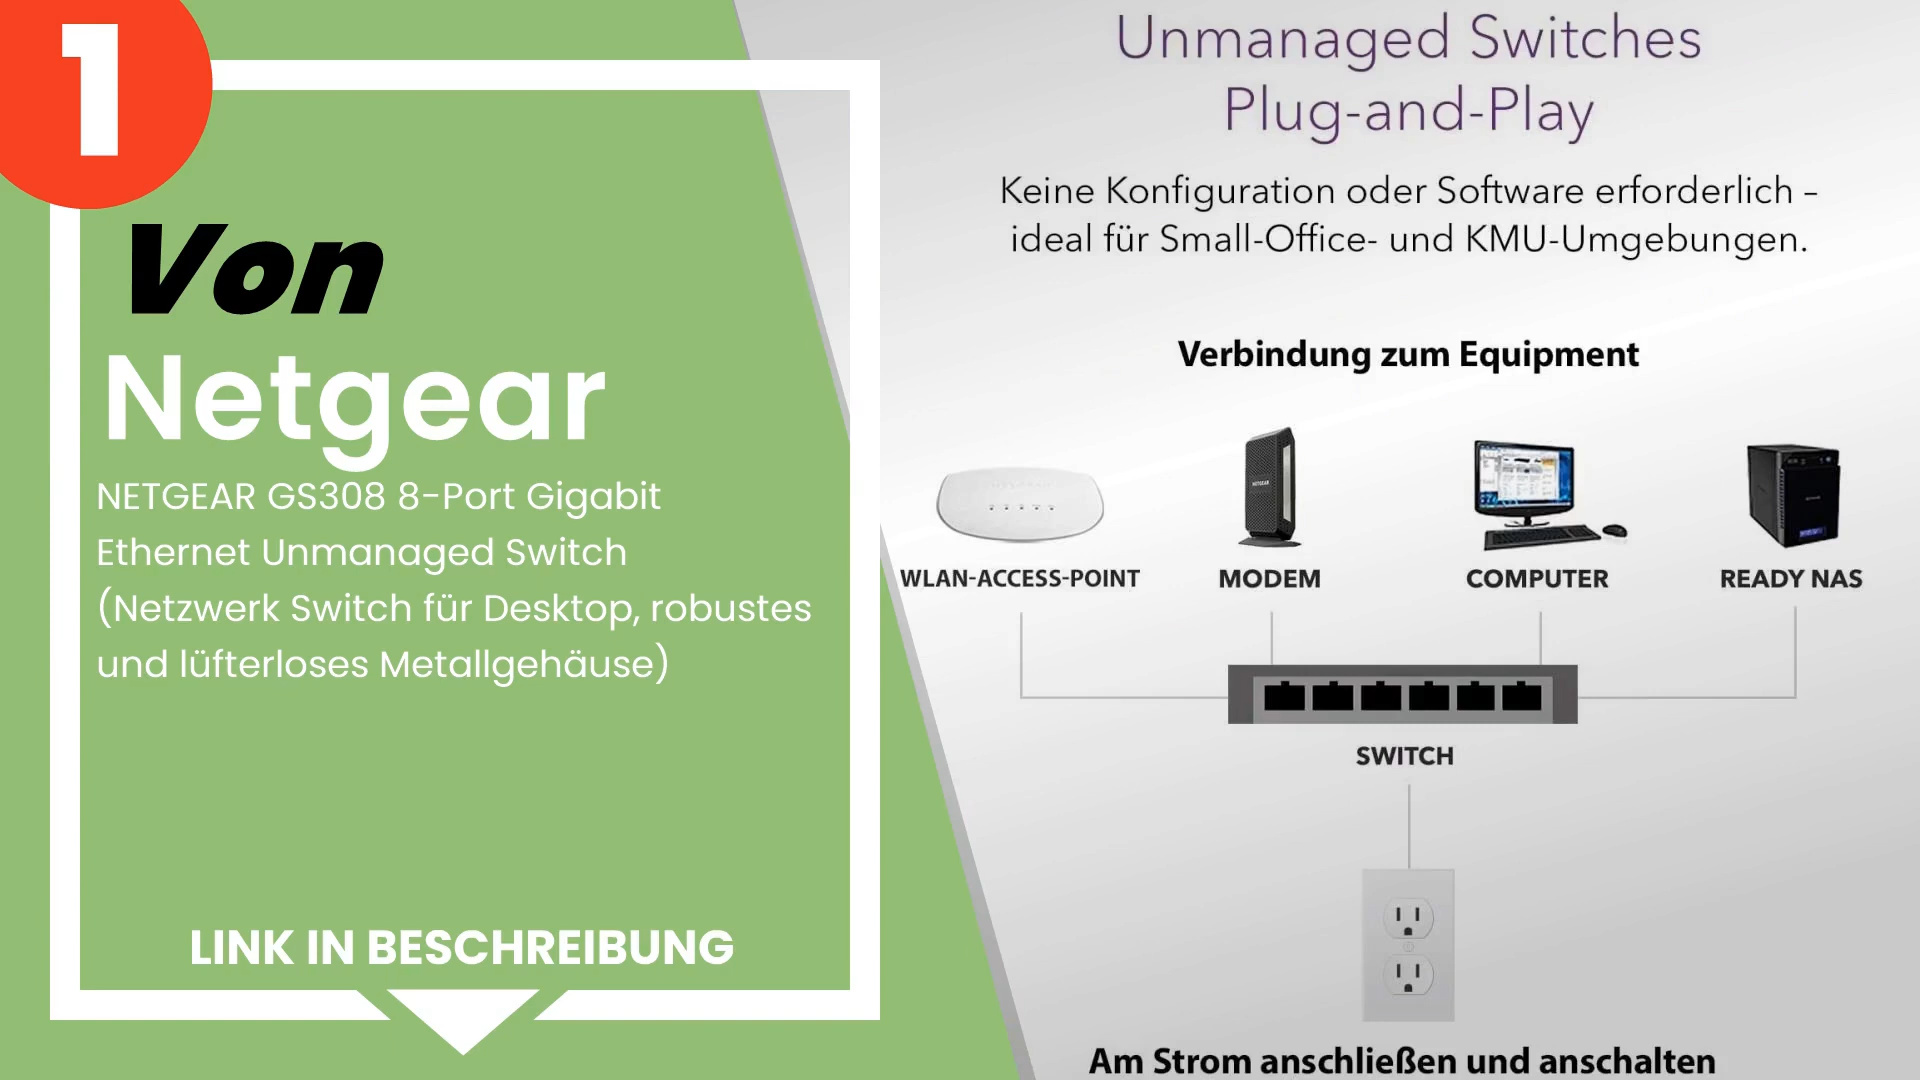 1
Von
Netgear
NETGEAR GS308 8-Port Gigabit
Ethernet Unmanaged Switch
(Netzwerk Switch für Desktop, robustes
und lüfterloses Metallgehäuse)
LINK IN BESCHREIBUNG
Unmanaged Switches
Plug-and-Play
Keine Konfiguration oder Software erforderlich –
ideal für Small-Office- und KMU-Umgebungen.
Verbindung zum Equipment
NETGEAR
WLAN-ACCESS-POINT
MODEM
COMPUTER
READY NAS
SWITCH
Am Strom anschließen und anschalten